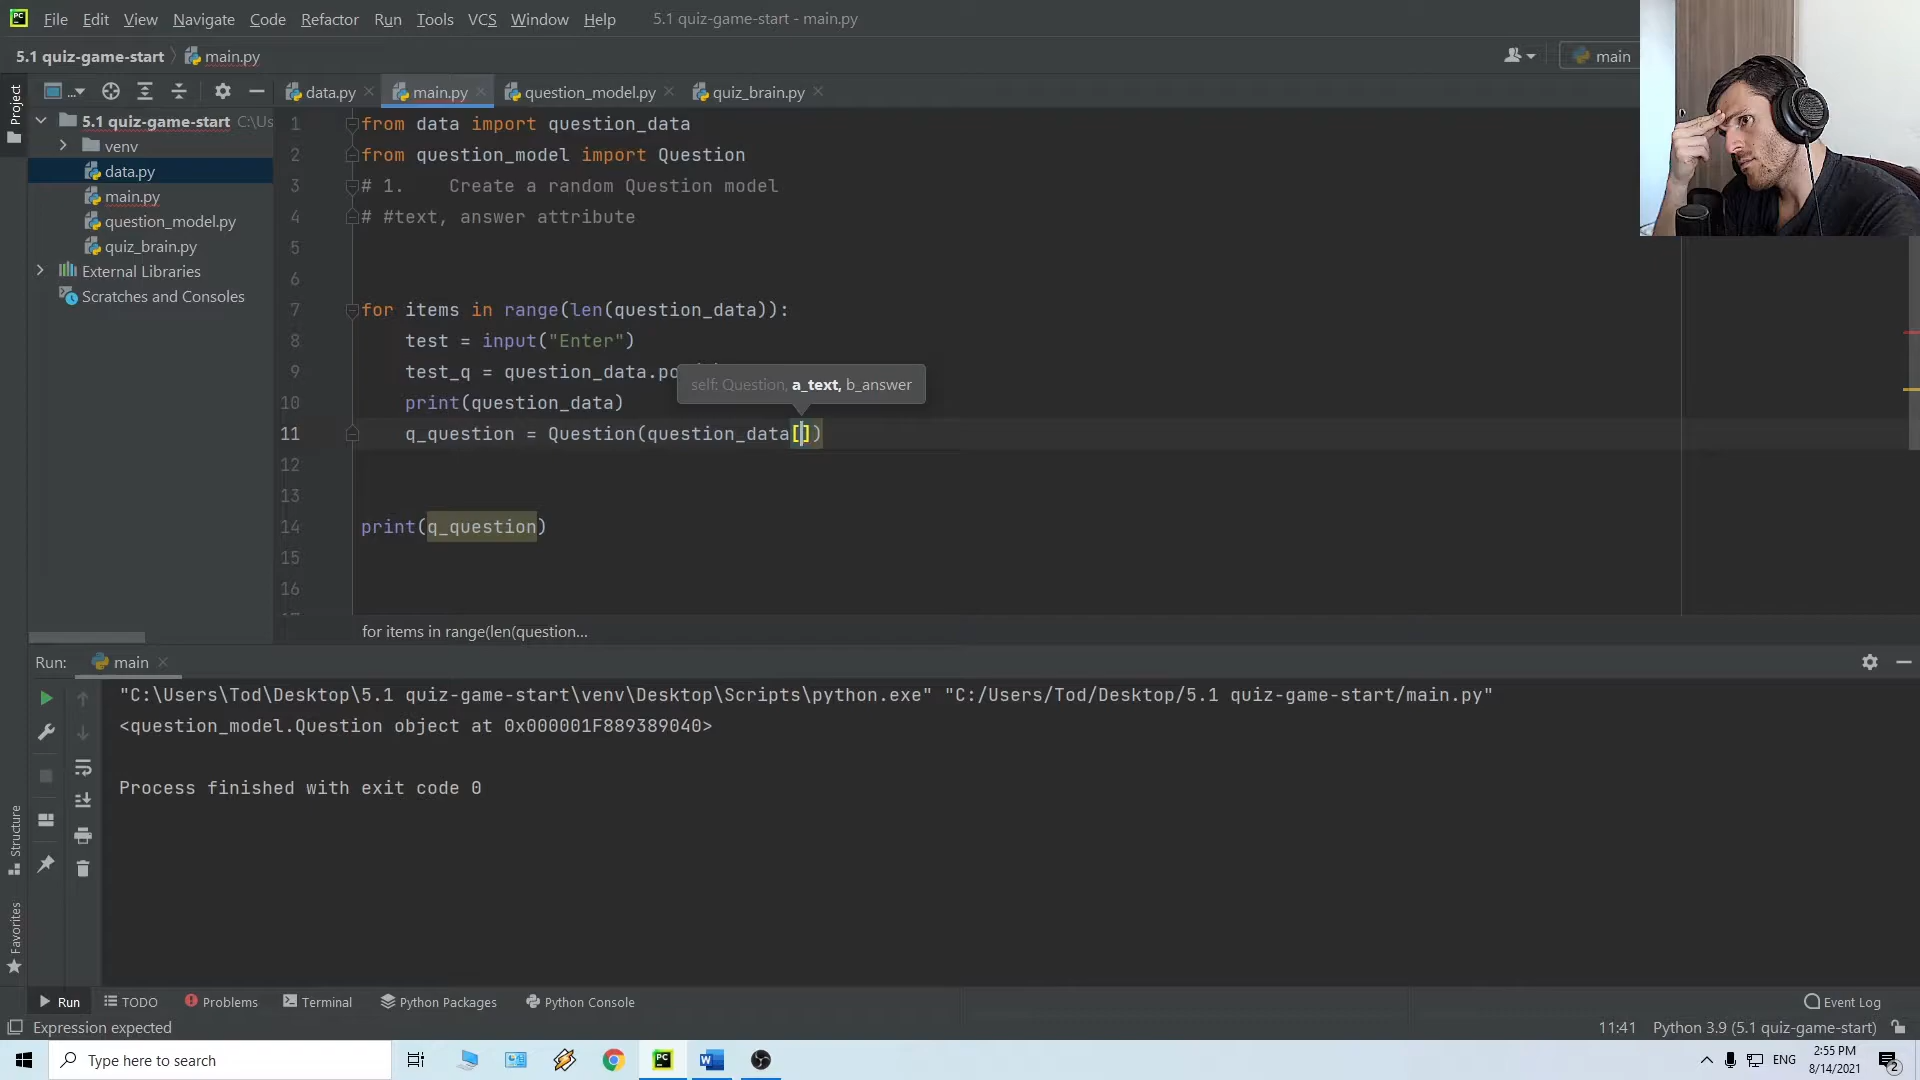 PC File Edit View Navigate Code Refactor Run Tools VCS Window Help 5.1 quiz-game-start - main.py
5.1 quiz-game-start main.py main
Project ... data.py main.py question_model.py quiz_brain.py
5.1 quiz-game-start C:\Us
venv
data.py
main.py
question_model.py
quiz_brain.py
External Libraries
Scratches and Consoles
1 from data import question_data
2 from question_model import Question
3 # 1. Create a random Question model
4 # #text, answer attribute
5
6
7 for items in range(len(question_data)):
8 test = input("Enter")
9 test_q = question_data.po
self: Question, a_text, b_answer
10 print(question_data)
11 q_question = Question(question_data[])
12
13
14 print(q_question)
15
16
for items in range(len(question...
Run: main
"C:\Users\Tod\Desktop\5.1 quiz-game-start\venv\Desktop\Scripts\python.exe" "C:/Users/Tod/Desktop/5.1 quiz-game-start/main.py"
<question_model.Question object at 0x000001F889389040>
Process finished with exit code 0
Structure
Favorites
Run TODO Problems Terminal Python Packages Python Console Event Log
Expression expected 11:41 Python 3.9 (5.1 quiz-game-start)
Type here to search PC W ENG 2:55 PM
8/14/2021 2